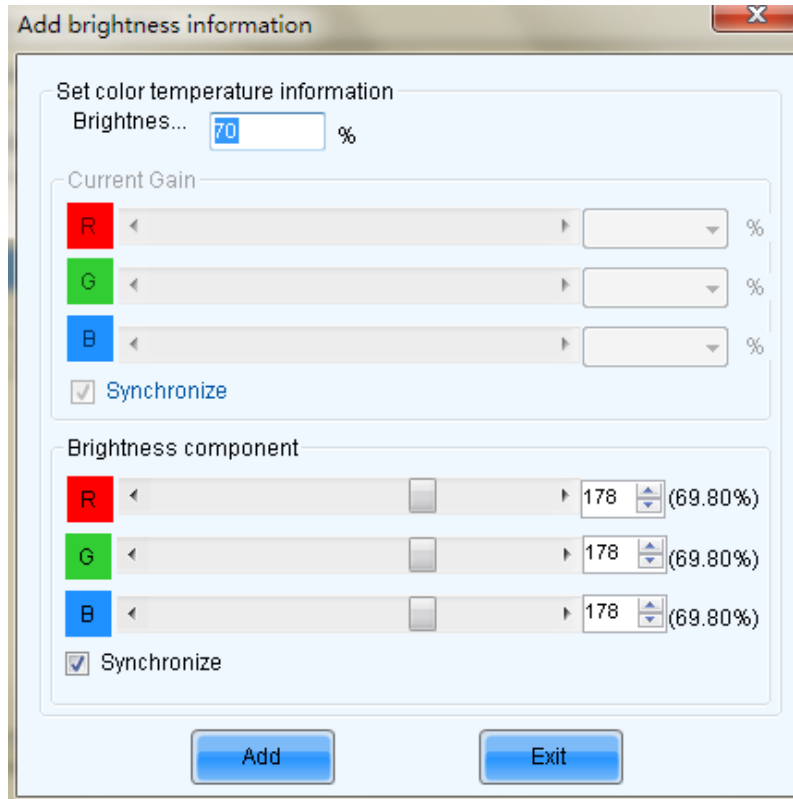 Add brightness information
Set color temperature information
Brightnes... 70 %
Current Gain
R %
G %
B %
Synchronize
Brightness component
R 178 (69.80%)
G 178 (69.80%)
B 178 (69.80%)
Synchronize
Add Exit